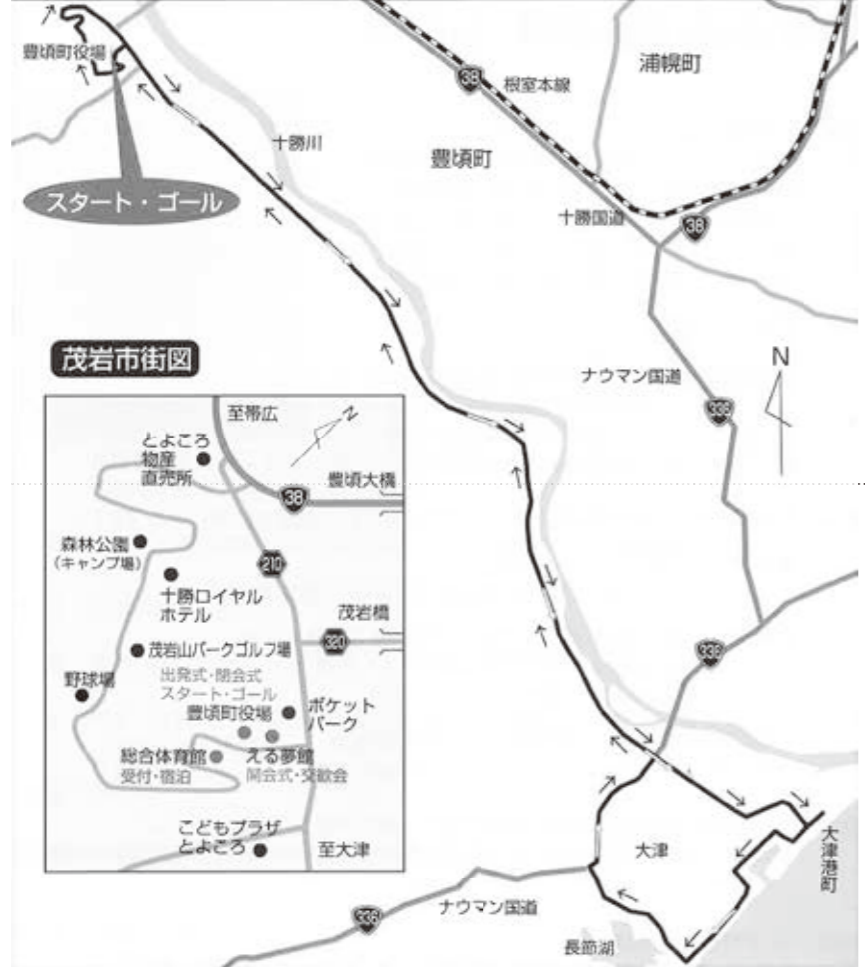 豊頃町役場
スタート・ゴール
十勝川
38
根室本線
浦幌町
豊頃町
十勝国道
38
ナウマン国道
336
N
336
大津
大津港町
長節湖
ナウマン国道
336
茂岩市街図
至帯広
N
とよころ
物産
直売所
豊頃大橋
38
森林公園
(キャンプ場)
210
十勝ロイヤル
ホテル
茂岩橋
320
茂岩山パークゴルフ場
出発式・閉会式
スタート・ゴール
豊頃町役場
野球場
ポケット
パーク
総合体育館
受付・宿泊
える夢館
開会式・交歓会
こどもプラザ
とよころ
至大津